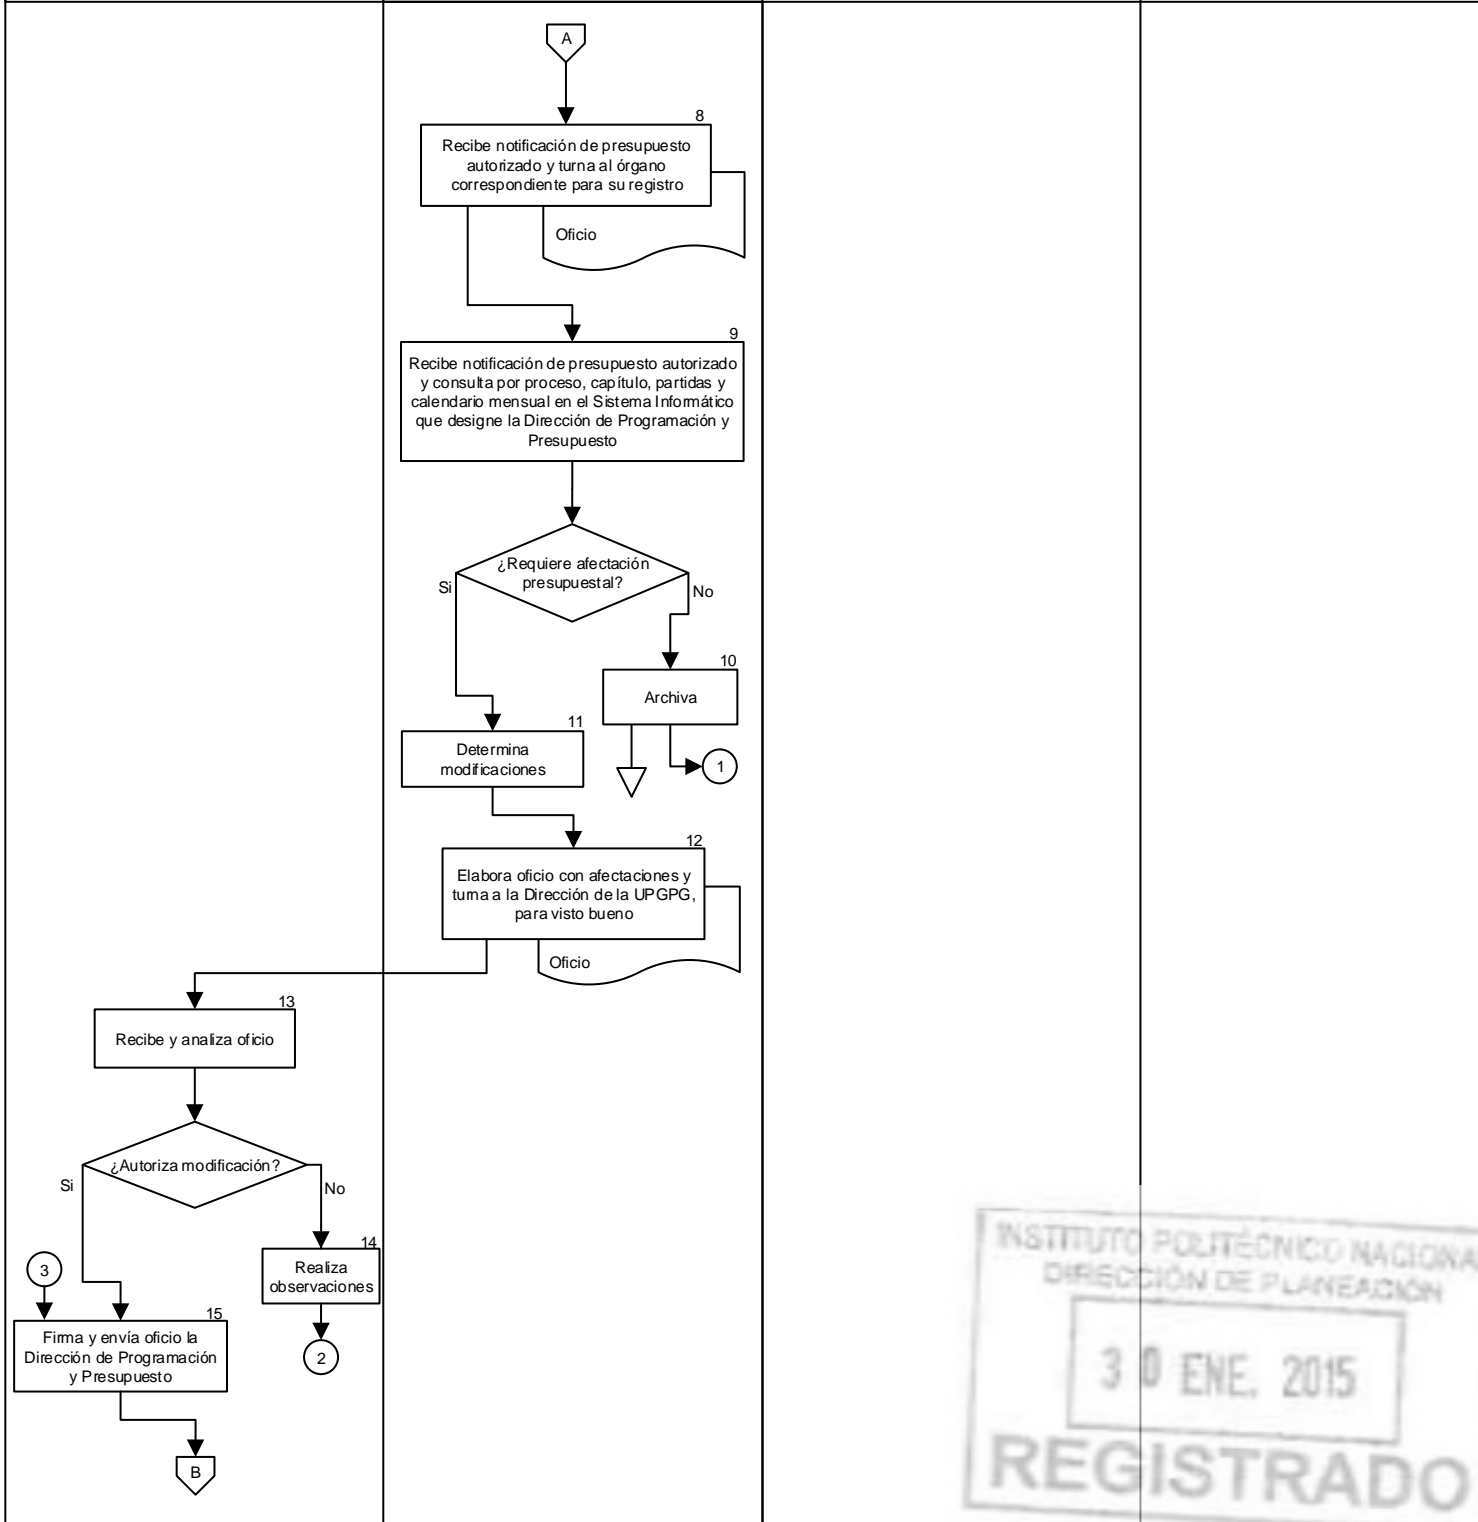 A
8
Recibe notificación de presupuesto
autorizado y turna al órgano
correspondiente para su registro
Oficio
9
Recibe notificación de presupuesto autorizado
y consulta por proceso, capítulo, partidas y
calendario mensual en el Sistema Informático
que designe la Dirección de Programación y
Presupuesto
¿Requiere afectación
presupuestal?
Si
No
10
Archiva
1
11
Determina
modificaciones
12
Elabora oficio con afectaciones y
turna a la Dirección de la UPGPG,
para visto bueno
Oficio
13
Recibe y analiza oficio
¿Autoriza modificación?
Si
No
14
Realiza
observaciones
2
3
15
Firma y envía oficio la
Dirección de Programación
y Presupuesto
B
INSTITUTO POLITÉCNICO NACIONAL
DIRECCIÓN DE PLANEACIÓN
30 ENE. 2015
REGISTRADO